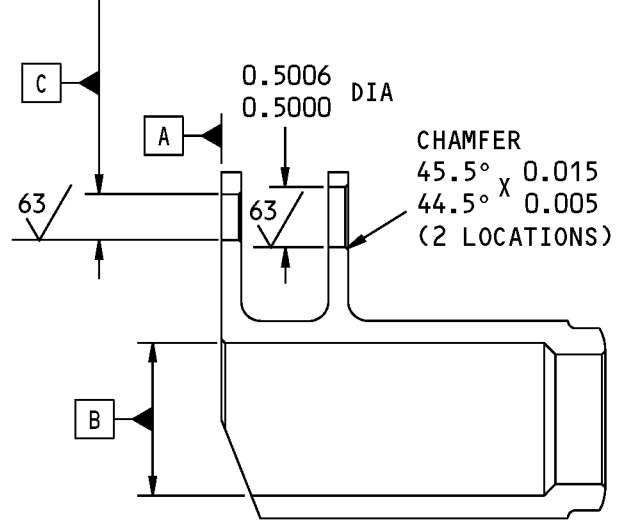 C
0.5006
0.5000 DIA
A
CHAMFER
45.5° X 0.015
44.5° 0.005
(2 LOCATIONS)
63
63
B